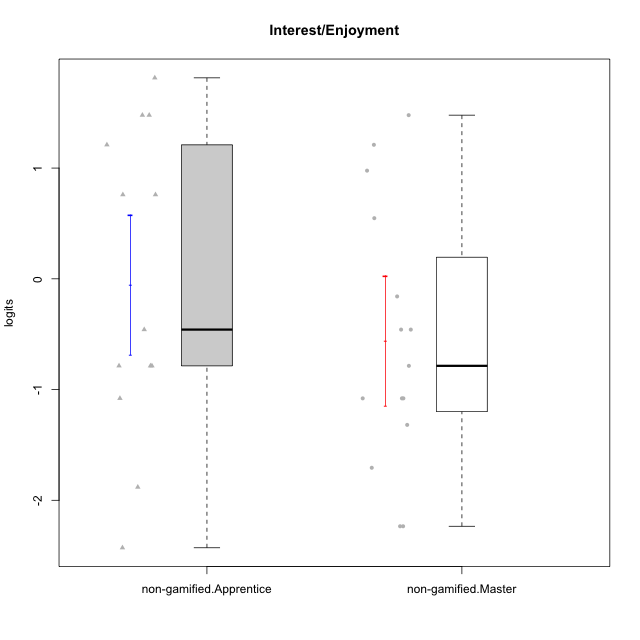 Interest/Enjoyment
logits
1
0
-1
-2
non-gamified.Apprentice
non-gamified.Master